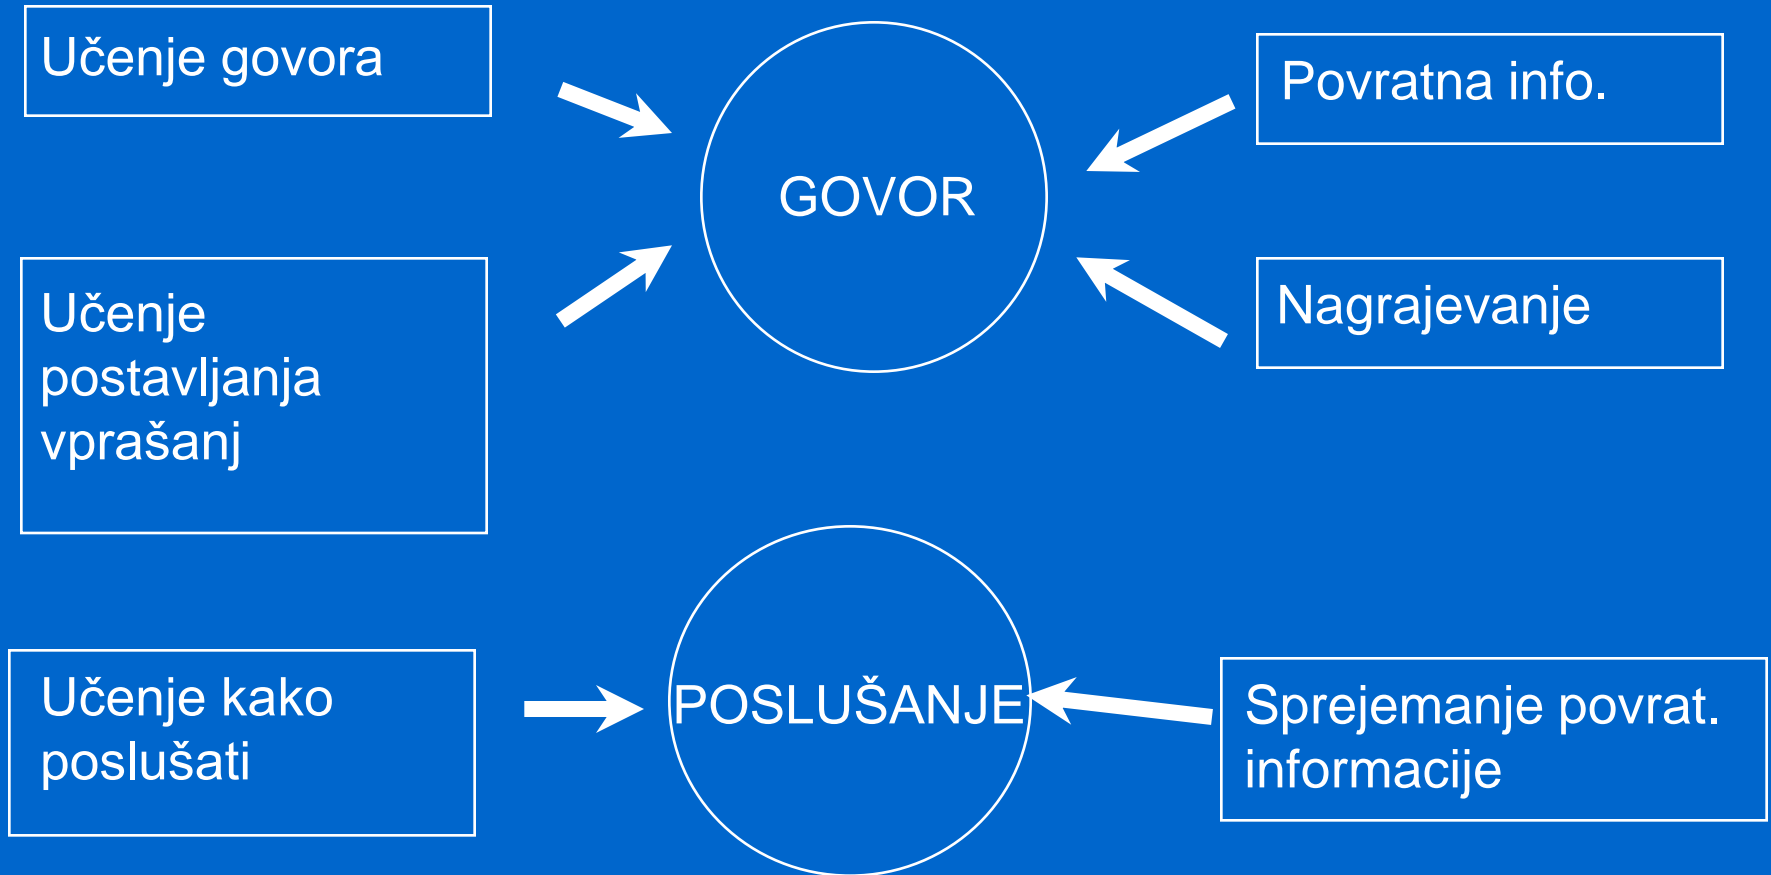 Učenje govora
Povratna info.
GOVOR
Učenje
postavljanja
vprašanj
Nagrajevanje
Učenje kako
poslušati
POSLUŠANJE
Sprejemanje povrat.
informacije